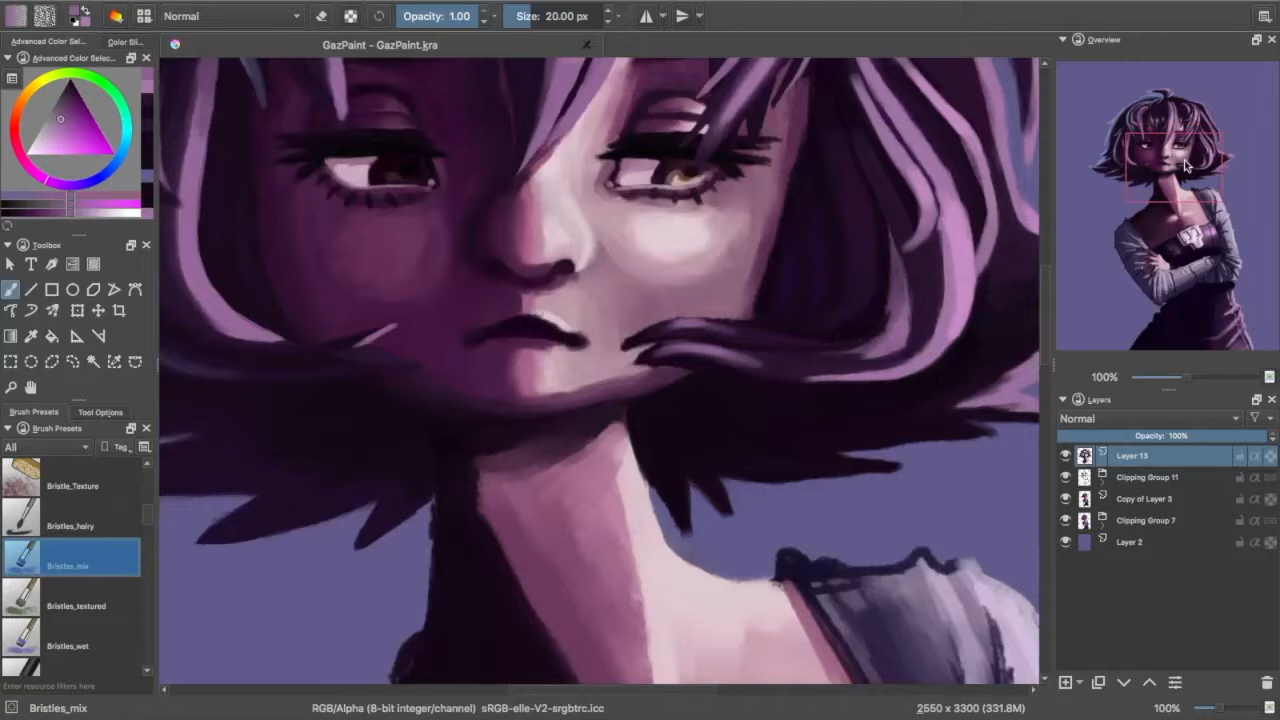 Normal
Opacity: 1.00
Size: 20.00 px
Advanced Color Sel...
Color Sli...
GazPaint - GazPaint.kra
Overview
Advanced Color Selec...
Toolbox
100%
Brush Presets
Tool Options
Layers
Brush Presets
Normal
All
Tag
Opacity: 100%
Bristle_Texture
Layer 13
Clipping Group 11
Bristles_hairy
Copy of Layer 3
Clipping Group 7
Layer 2
Bristles_mix
Bristles_textured
Bristles_wet
Enter resource filters here
Bristles_mix
RGB/Alpha (8-bit integer/channel) sRGB-elle-V2-srgbtrc.icc
2550 x 3300 (331.8M)
100%